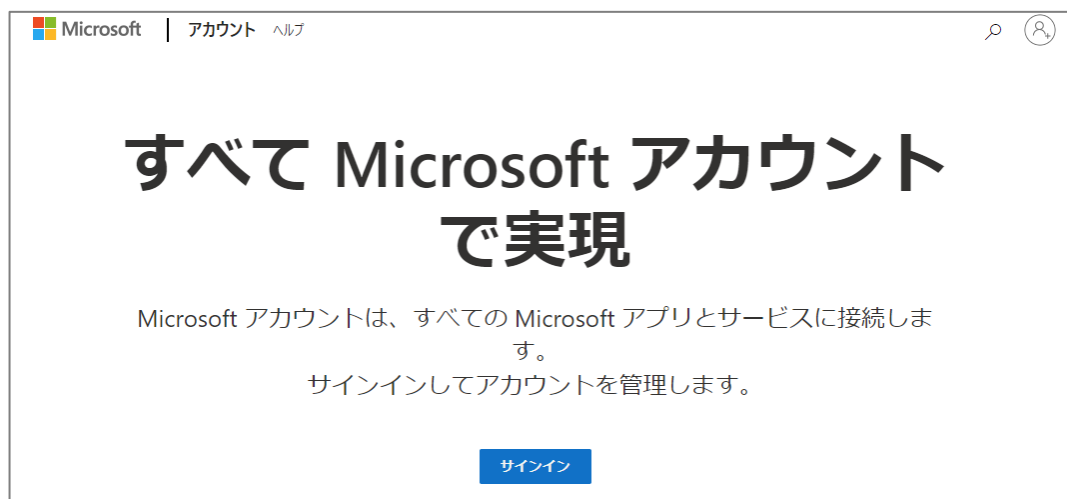 Microsoft アカウント ヘルプ
すべて Microsoft アカウント
で実現
Microsoft アカウントは、すべての Microsoft アプリとサービスに接続しま
す。
サインインしてアカウントを管理します。
サインイン